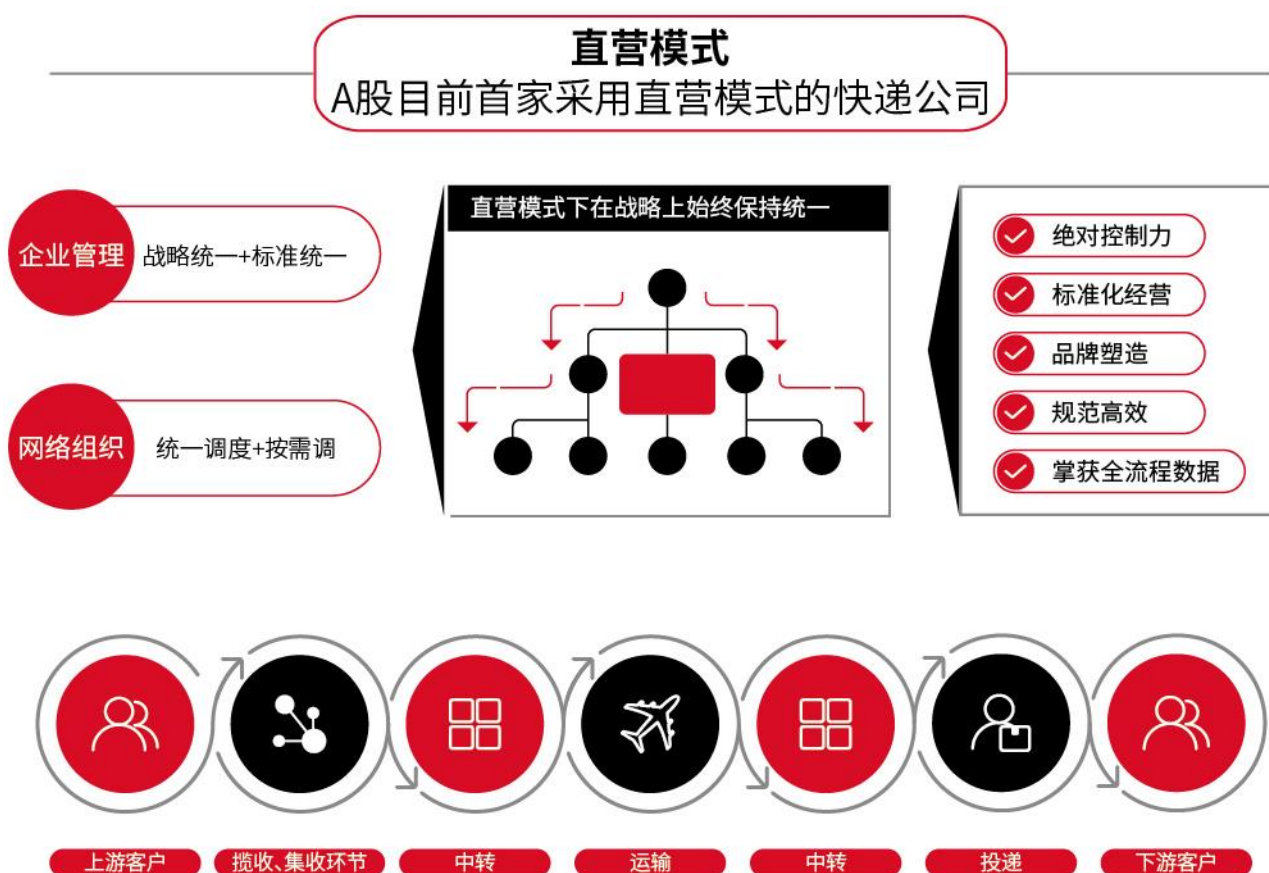 直营模式
A股目前首家采用直营模式的快递公司
企业管理
战略统一+标准统一
网络组织
统一调度+按需调
直营模式下在战略上始终保持统一
绝对控制力
标准化经营
品牌塑造
规范高效
掌获全流程数据
上游客户
揽收、集收环节
中转
运输
中转
投递
下游客户